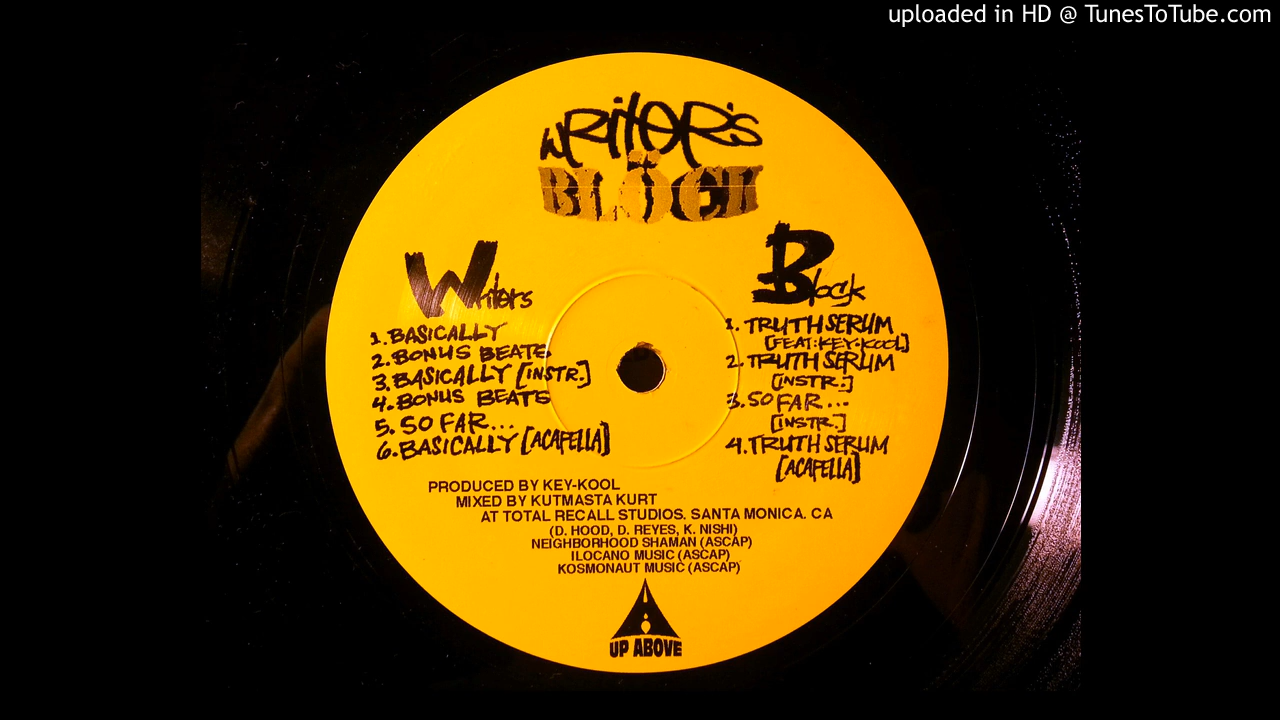 uploaded in HD @ TunesToTube.com
WRITER'S
BLÖCK
Writers
1. BASICALLY
2. BONUS BEATS
3. BASICALLY [INSTR.]
4. BONUS BEATS
5. SO FAR...
6. BASICALLY [ACAPELLA]
Block
1. TRUTH SERUM
[FEAT: KEY-KOOL]
2. TRUTH SERUM
[INSTR.]
3. SO FAR...
[INSTR.]
4. TRUTH SERUM
[ACAPELLA]
PRODUCED BY KEY-KOOL
MIXED BY KUTMASTA KURT
AT TOTAL RECALL STUDIOS. SANTA MONICA. CA
(D. HOOD, D. REYES, K. NISHI)
NEIGHBORHOOD SHAMAN (ASCAP)
ILOCANO MUSIC (ASCAP)
KOSMONAUT MUSIC (ASCAP)
UP ABOVE